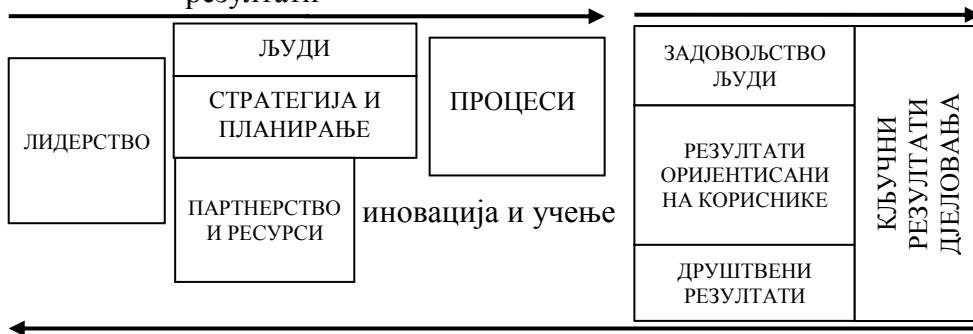 резултати
ЛИДЕРСТВО
ЉУДИ
СТРАТЕГИЈА И
ПЛАНИРАЊЕ
ПАРТНЕРСТВО
И РЕСУРСИ
ПРОЦЕСИ
иновација и учење
ЗАДОВОЉСТВО
ЉУДИ
РЕЗУЛТАТИ
ОРИЈЕНТИСАНИ
НА КОРИСНИКЕ
ДРУШТВЕНИ
РЕЗУЛТАТИ
КЉУЧНИ
РЕЗУЛТАТИ
ДЈЕЛОВАЊА